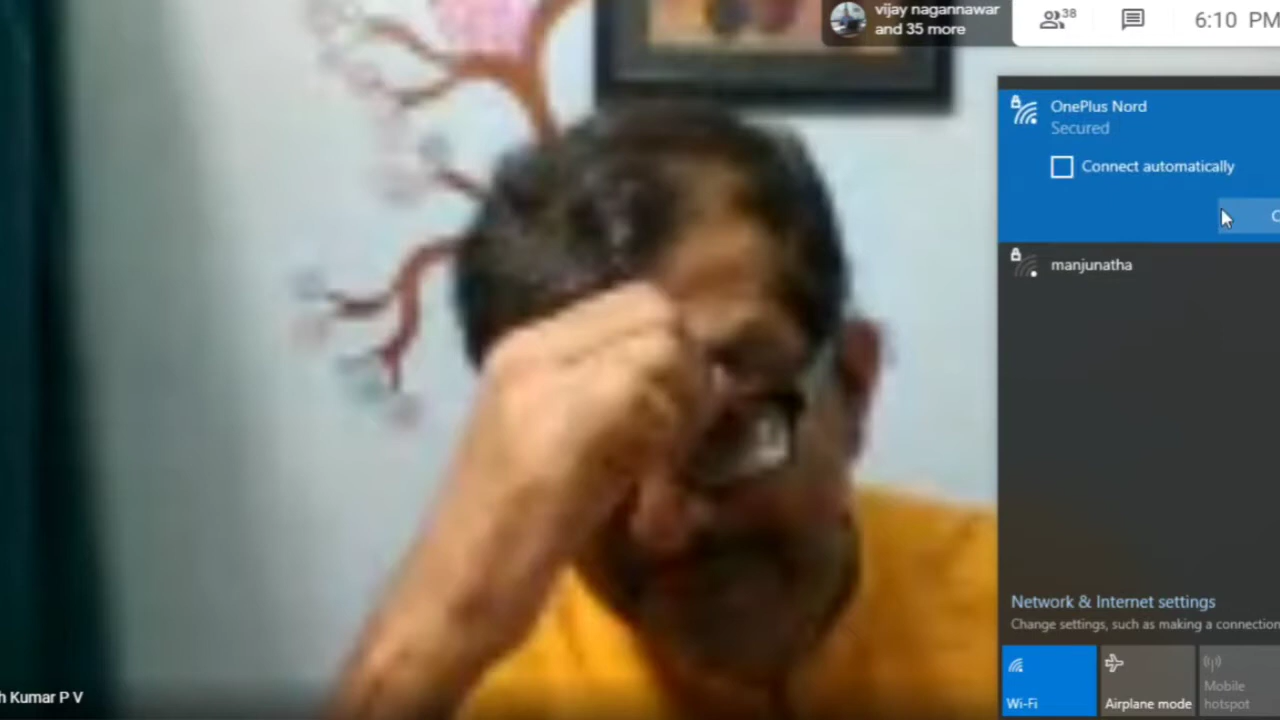 vijay nagannawar
and 35 more
38
6:10 PM
OnePlus Nord
Secured
Connect automatically
manjunatha
Network & Internet settings
Change settings, such as making a connection
Wi-Fi
Airplane mode
Mobile
hotspot
h Kumar P V